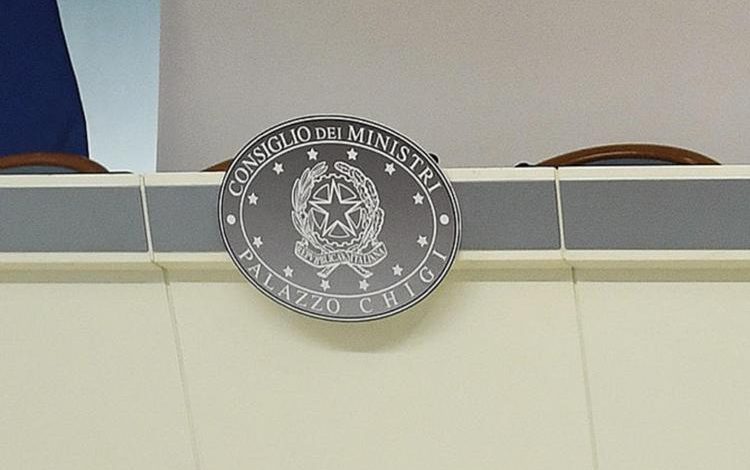 CONSIGLIO DEI MINISTRI
REPVBBLICA ITALIANA
PALAZZO CHIGI